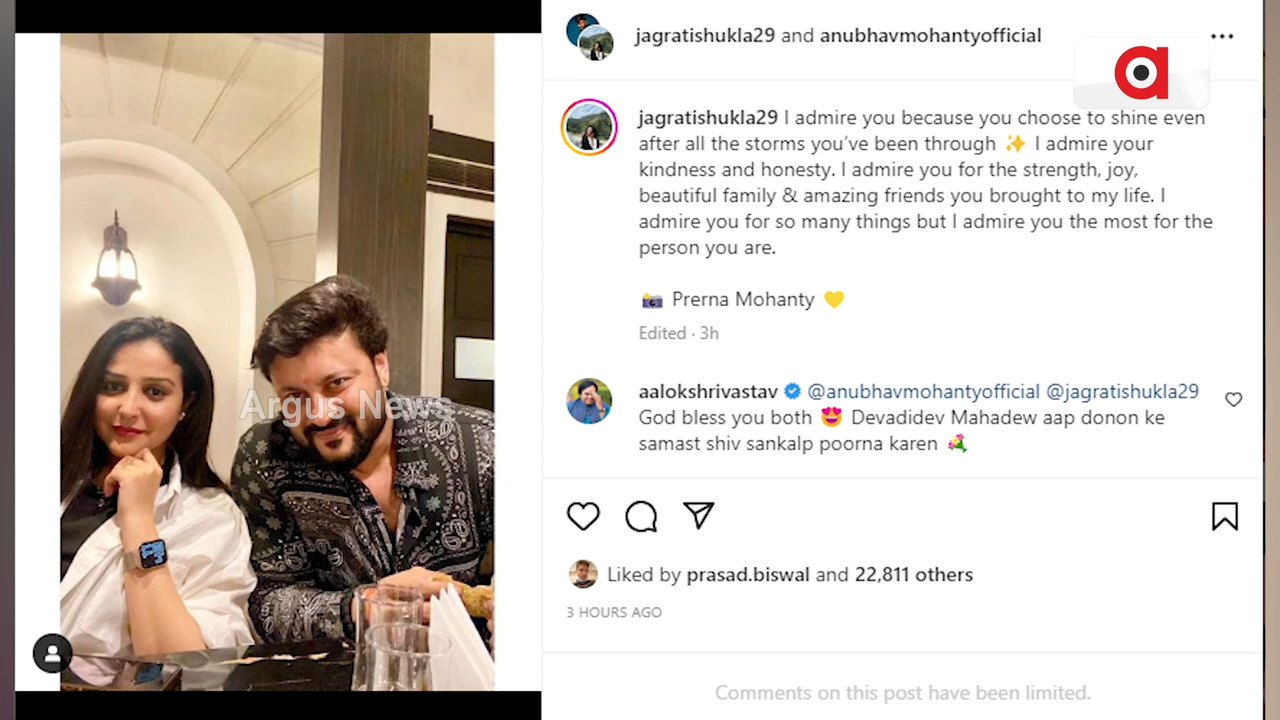 jagratishukla29 and anubhavmohantyofficial
a
jagratishukla29 I admire you because you choose to shine even
after all the storms you've been through ✨ I admire your
kindness and honesty. I admire you for the strength, joy,
beautiful family & amazing friends you brought to my life. I
admire you for so many things but I admire you the most for the
person you are.
📸 Prerna Mohanty 💛
Edited · 3h
aalokshrivastav @anubhavmohantyofficial @jagratishukla29
God bless you both 😍 Devadidev Mahadew aap donon ke
samast shiv sankalp poorna karen 💐
Argus News
Liked by prasad.biswal and 22,811 others
3 HOURS AGO
Comments on this post have been limited.